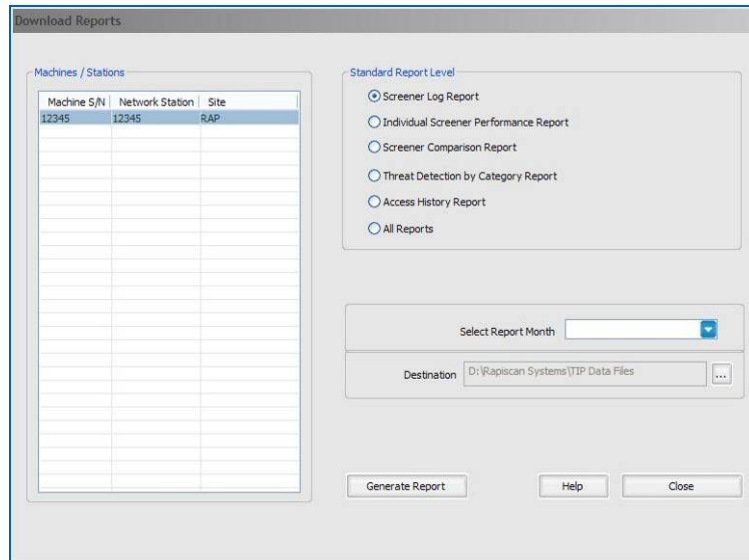 Download Reports
Machines / Stations
Machine S/N Network Station Site
12345 12345 RAP
Standard Report Level
Screener Log Report
Individual Screener Performance Report
Screener Comparison Report
Threat Detection by Category Report
Access History Report
All Reports
Select Report Month
Destination D:\Rapiscan Systems\TIP Data Files ...
Generate Report Help Close